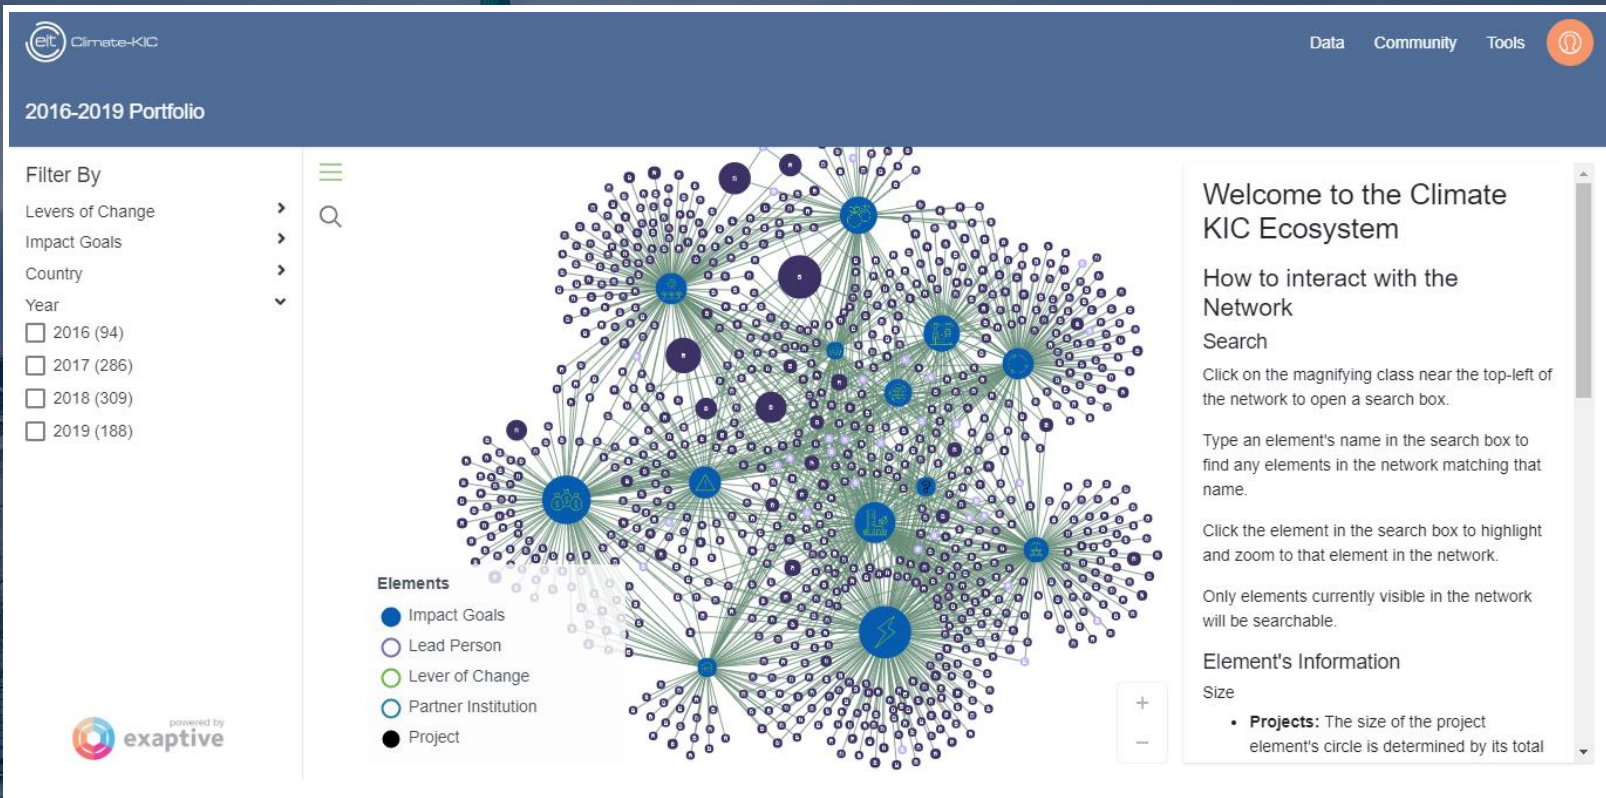 eit Climate-KIC
Data Community Tools
2016-2019 Portfolio
Filter By
Levers of Change
Impact Goals
Country
Year
2016 (94)
2017 (286)
2018 (309)
2019 (188)
powered by
exaptive
Elements
Impact Goals
Lead Person
Lever of Change
Partner Institution
Project
+
−
Welcome to the Climate
KIC Ecosystem
How to interact with the
Network
Search
Click on the magnifying class near the top-left of
the network to open a search box.
Type an element's name in the search box to
find any elements in the network matching that
name.
Click the element in the search box to highlight
and zoom to that element in the network.
Only elements currently visible in the network
will be searchable.
Element's Information
Size
• Projects: The size of the project
element's circle is determined by its total